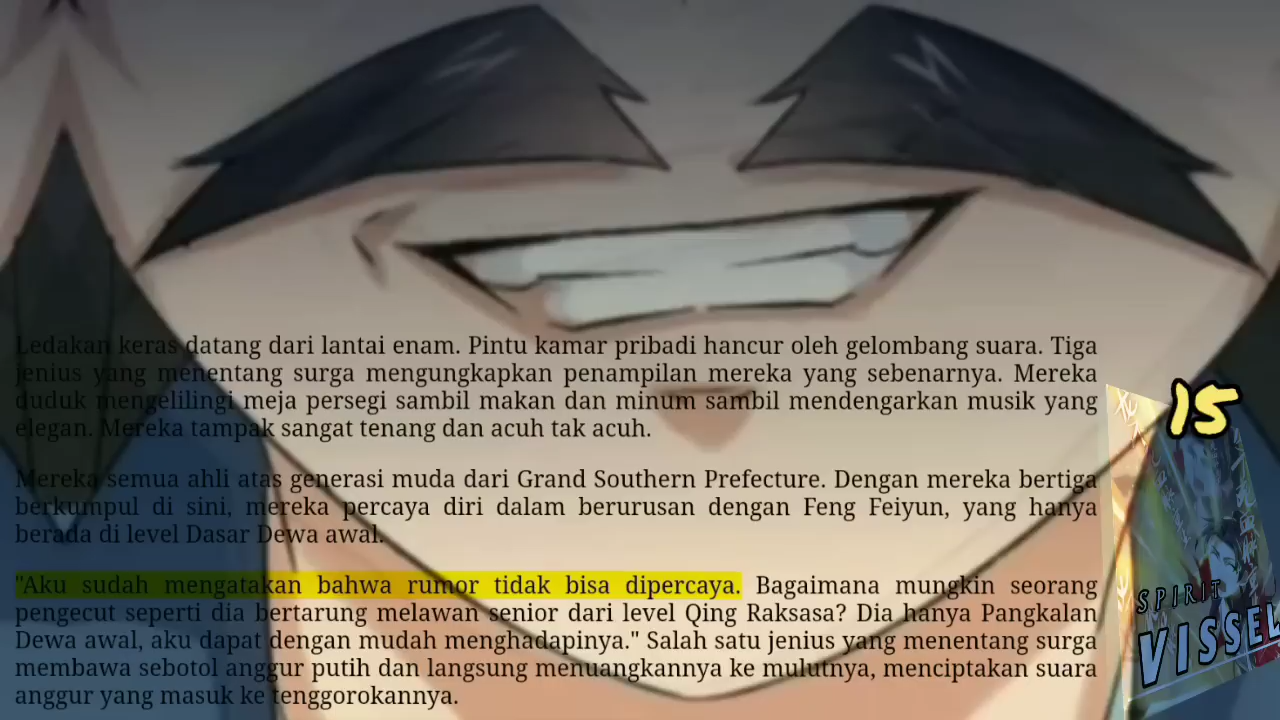 Ledakan keras datang dari lantai enam. Pintu kamar pribadi hancur oleh gelombang suara. Tiga
jenius yang menentang surga mengungkapkan penampilan mereka yang sebenarnya. Mereka
duduk mengelilingi meja persegi sambil makan dan minum sambil mendengarkan musik yang
elegan. Mereka tampak sangat tenang dan acuh tak acuh.
Mereka semua ahli atas generasi muda dari Grand Southern Prefecture. Dengan mereka bertiga
berkumpul di sini, mereka percaya diri dalam berurusan dengan Feng Feiyun, yang hanya
berada di level Dasar Dewa awal.
"Aku sudah mengatakan bahwa rumor tidak bisa dipercaya. Bagaimana mungkin seorang
pengecut seperti dia bertarung melawan senior dari level Qing Raksasa? Dia hanya Pangkalan
Dewa awal, aku dapat dengan mudah menghadapinya." Salah satu jenius yang menentang surga
membawa sebotol anggur putih dan langsung menuangkannya ke mulutnya, menciptakan suara
anggur yang masuk ke tenggorokannya.
15
SPIRIT
VISSEL